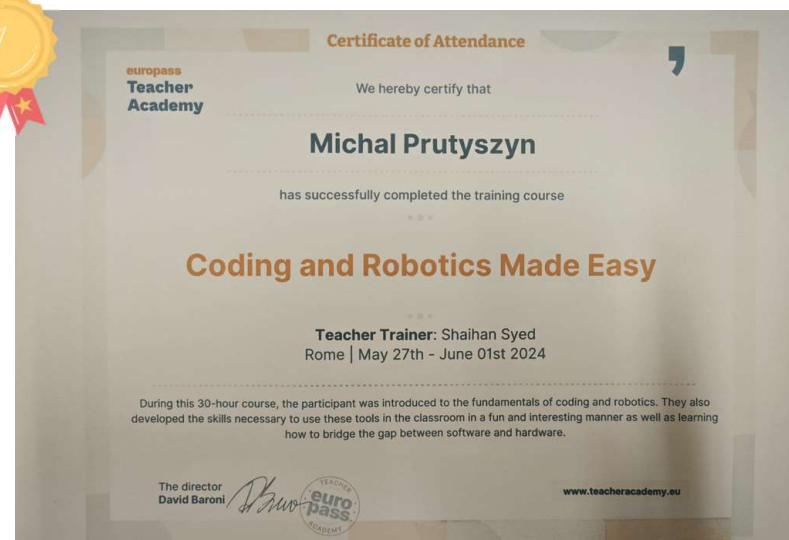 Certificate of Attendance
europass
Teacher
Academy
We hereby certify that
Michal Prutyszyn
has successfully completed the training course
Coding and Robotics Made Easy
Teacher Trainer: Shaihan Syed
Rome | May 27th - June 01st 2024
During this 30-hour course, the participant was introduced to the fundamentals of coding and robotics. They also
developed the skills necessary to use these tools in the classroom in a fun and interesting manner as well as learning
how to bridge the gap between software and hardware.
The director
David Baroni
TEACHER
euro
pass
ACADEMY
www.teacheracademy.eu